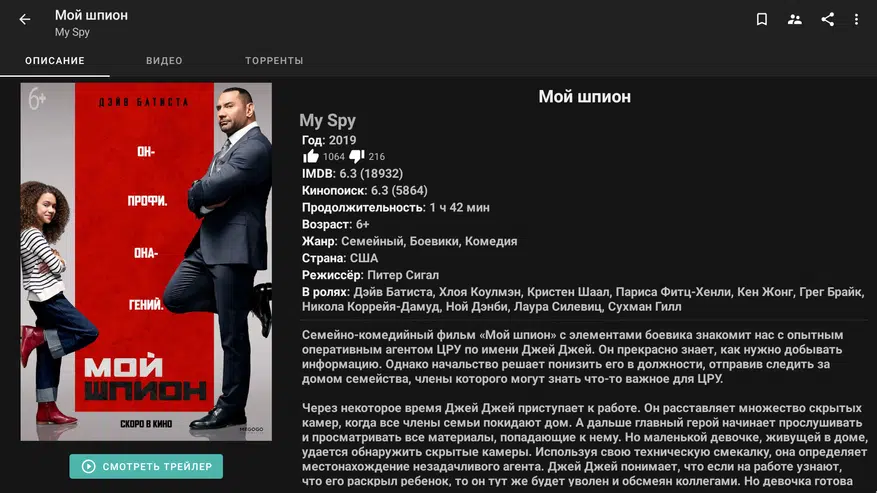 Мой шпион
My Spy
ОПИСАНИЕ
ВИДЕО
ТОРРЕНТЫ
6+
ДЭЙВ БАТИСТА
ОН-
ПРОФИ.
ОНА-
ГЕНИЙ.
МОЙ
ШПИОН
СКОРО В КИНО
MEGOGO
СМОТРЕТЬ ТРЕЙЛЕР
Мой шпион
My Spy
Год: 2019
1064 216
IMDB: 6.3 (18932)
Кинопоиск: 6.3 (5864)
Продолжительность: 1 ч 42 мин
Возраст: 6+
Жанр: Семейный, Боевики, Комедия
Страна: США
Режиссёр: Питер Сигал
В ролях: Дэйв Батиста, Хлоя Коулмэн, Кристен Шаал, Париса Фитц-Хенли, Кен Жонг, Грег Брайк,
Никола Коррейя-Дамуд, Ной Дэнби, Лаура Силевиц, Сухман Гилл
Семейно-комедийный фильм «Мой шпион» с элементами боевика знакомит нас с опытным
оперативным агентом ЦРУ по имени Джей Джей. Он прекрасно знает, как нужно добывать
информацию. Однако начальство решает понизить его в должности, отправив следить за
домом семейства, члены которого могут знать что-то важное для ЦРУ.
Через некоторое время Джей Джей приступает к работе. Он расставляет множество скрытых
камер, когда все члены семьи покидают дом. А дальше главный герой начинает прослушивать
и просматривать все материалы, попадающие к нему. Но маленькой девочке, живущей в доме,
удается обнаружить скрытые камеры. Используя свою техническую смекалку, она определяет
местонахождение незадачливого агента. Джей Джей понимает, что если на работе узнают,
что его раскрыл ребенок, то он тут же будет уволен и обсмеян коллегами. Но девочка готова